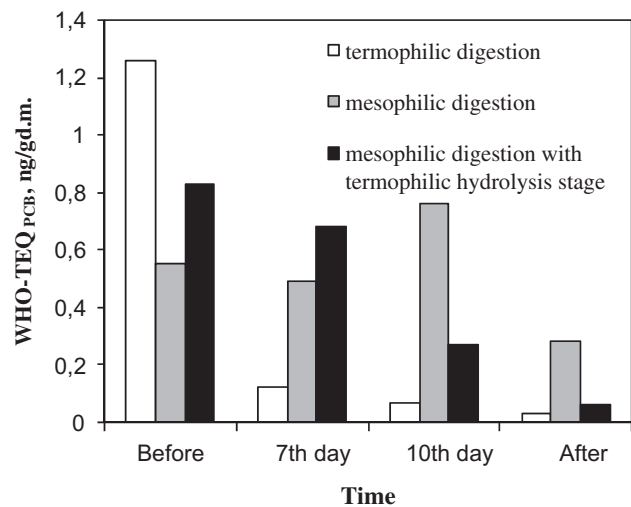 WHO-TEQ PCB, ng/gd.m.
1,4
1,2
1
0,8
0,6
0,4
0,2
0
termophilic digestion
mesophilic digestion
mesophilic digestion with
termophilic hydrolysis stage
Before
7th day
10th day
After
Time